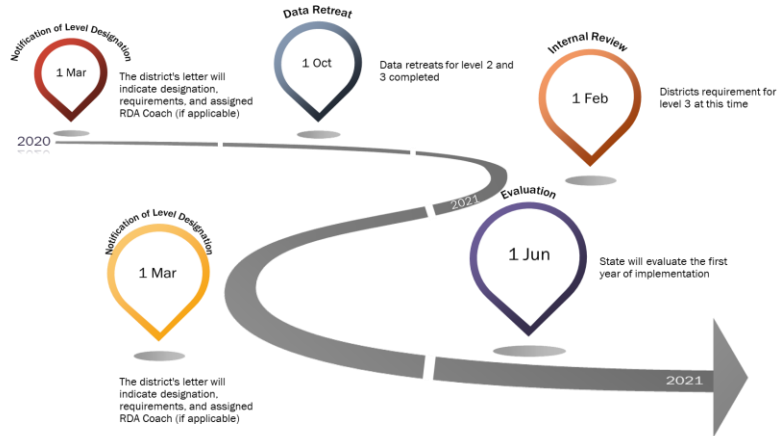 Notification of Level Designation
1 Mar
The district's letter will
indicate designation,
requirements, and assigned
RDA Coach (if applicable)
Data Retreat
1 Oct
Data retreats for level 2 and
3 completed
Internal Review
1 Feb
Districts requirement for
level 3 at this time
2020
2021
Notification of Level Designation
1 Mar
The district's letter will
indicate designation,
requirements, and assigned
RDA Coach (if applicable)
Evaluation
1 Jun
State will evaluate the first
year of implementation
2021